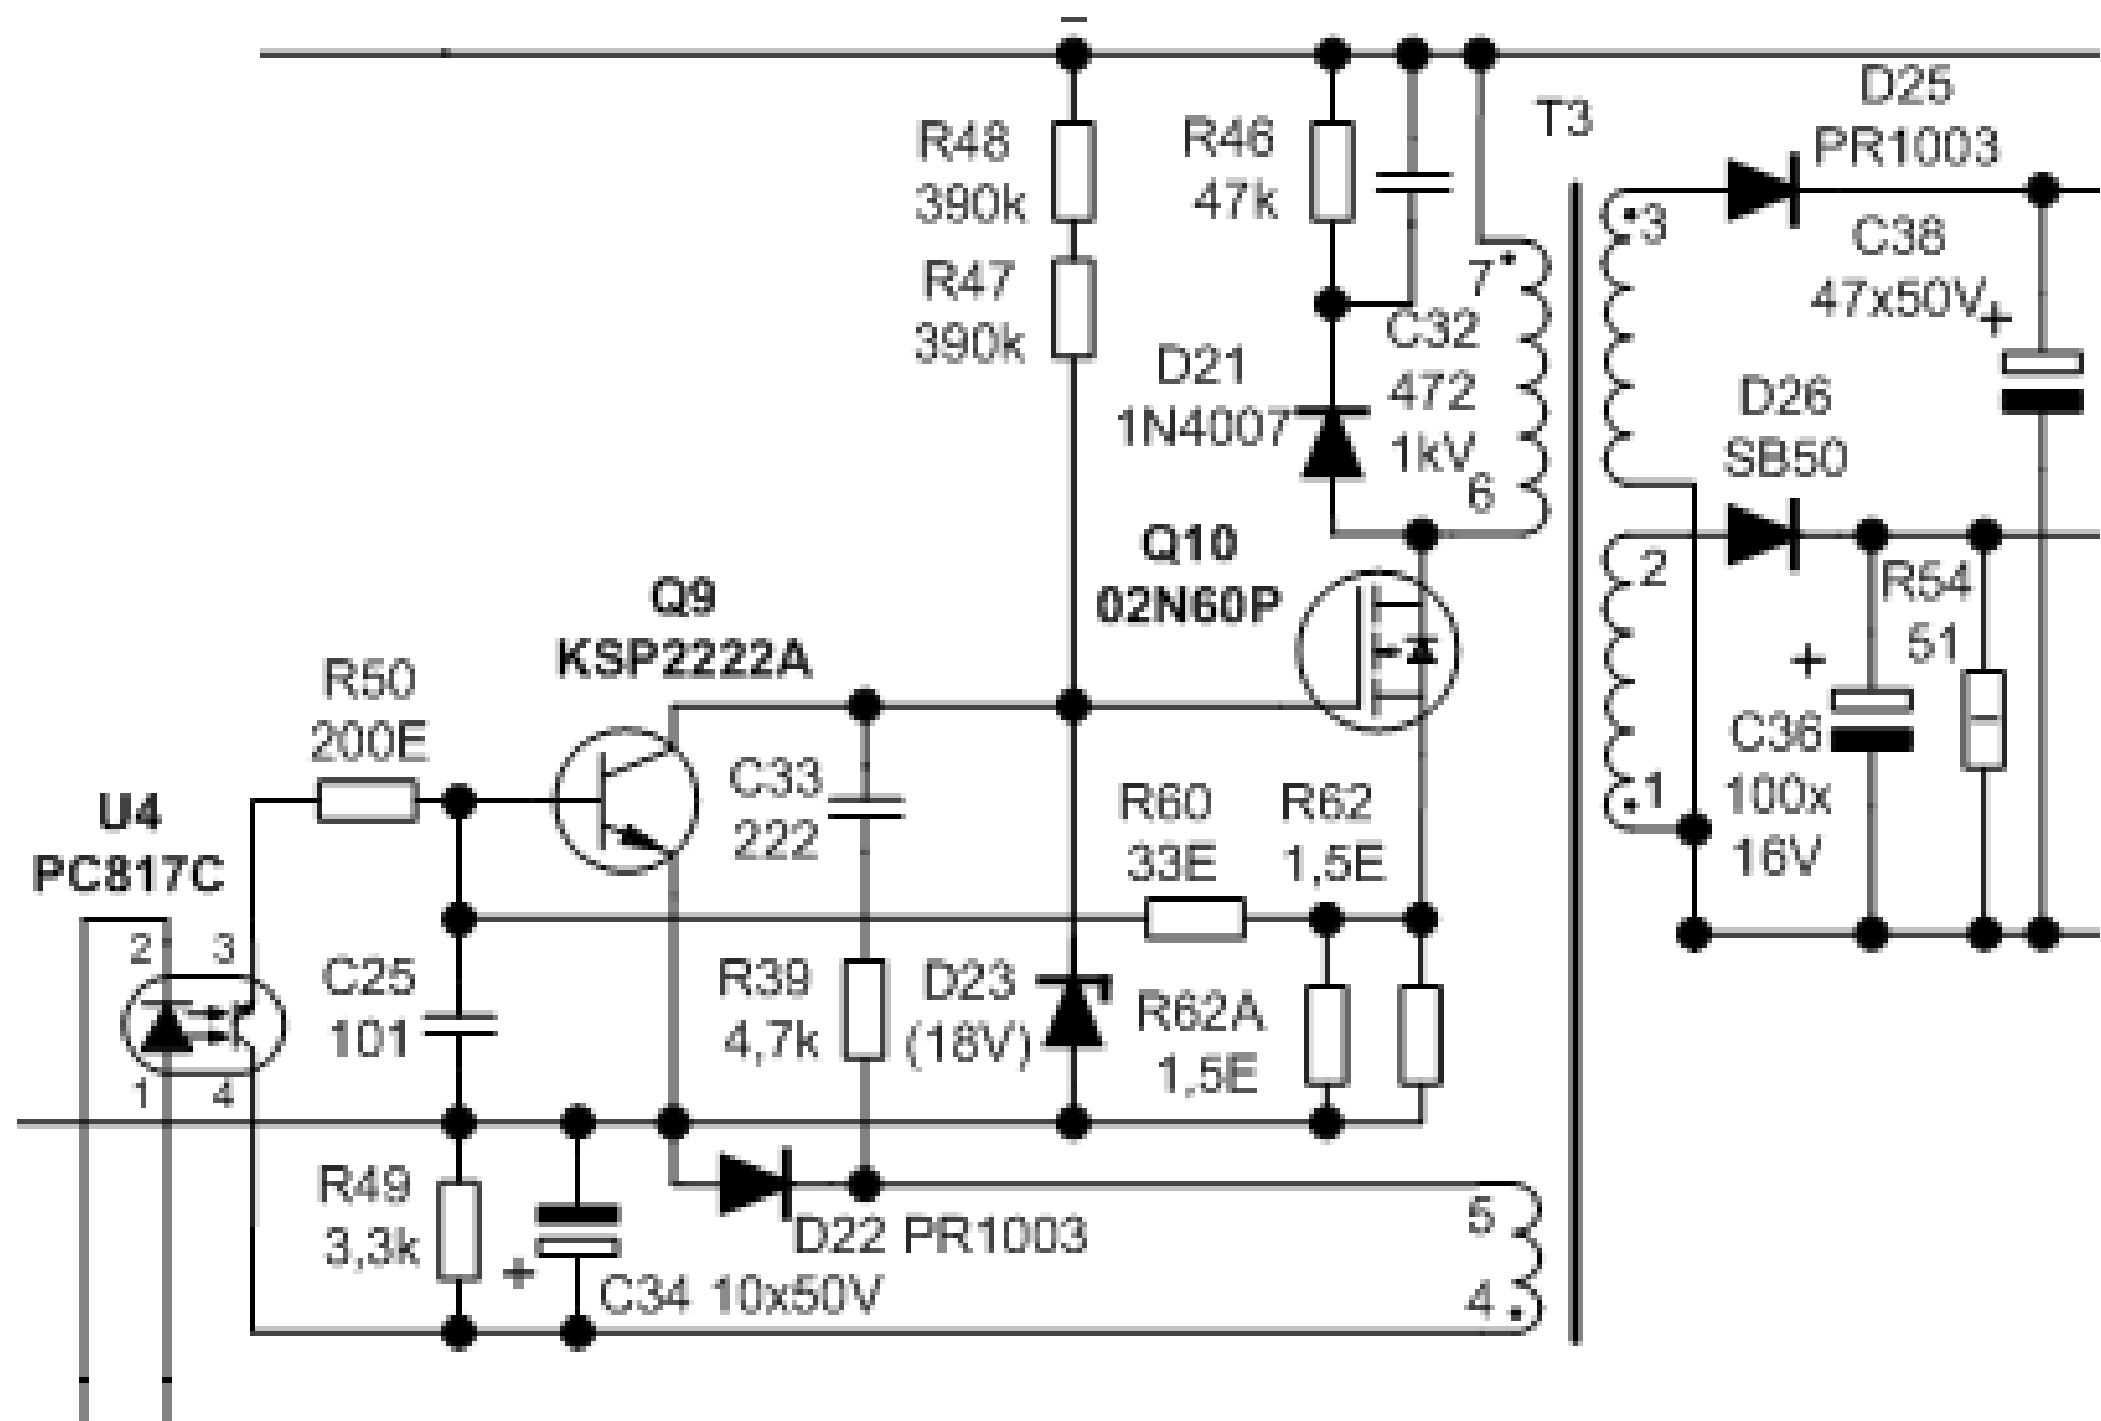 –
R48
390k
R46
47k
T3
D25
PR1003
3
C38
47x50V
+
R47
390k
7
C32
472
1kV
D21
1N4007
6
D26
SB50
Q10
02N60P
2
R54
51
Q9
KSP2222A
R50
200E
+
C36
100x
16V
1
C33
222
R60
33E
R62
1,5E
U4
PC817C
2
3
C25
101
R39
4,7k
D23
(18V)
R62A
1,5E
1
4
R49
3,3k
+
C34 10x50V
D22 PR1003
5
4